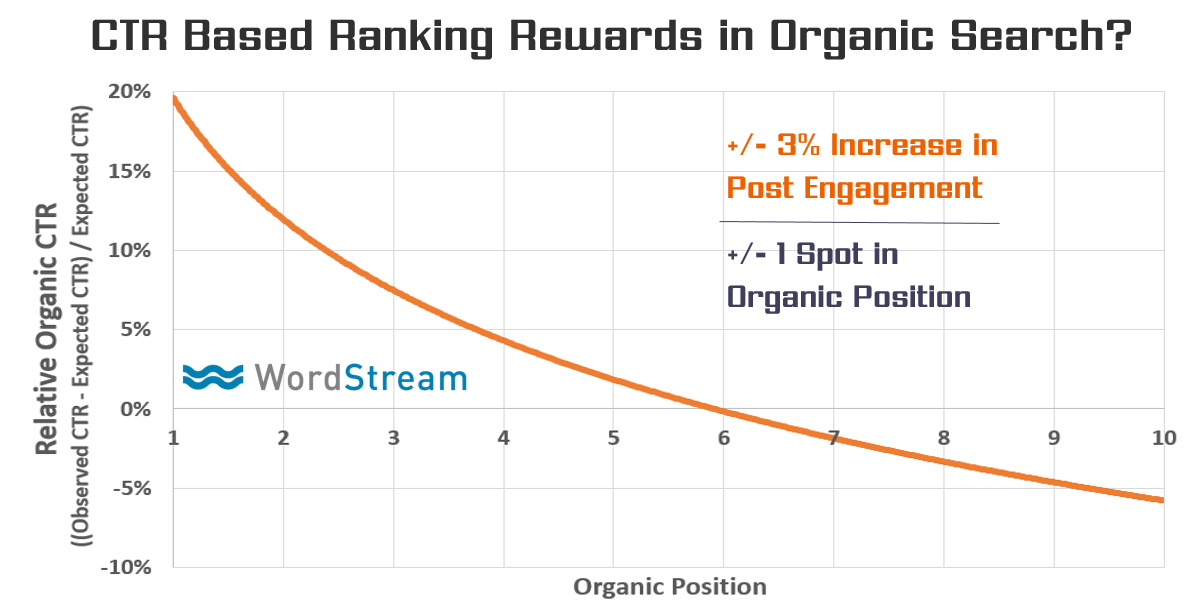 CTR Based Ranking Rewards in Organic Search?
20%
15%
10%
5%
0%
-5%
-10%
Relative Organic CTR
((Observed CTR - Expected CTR) / Expected CTR)
+/- 3% Increase in
Post Engagement
+/- 1 Spot in
Organic Position
WordStream
1 2 3 4 5 6 7 8 9 10
Organic Position